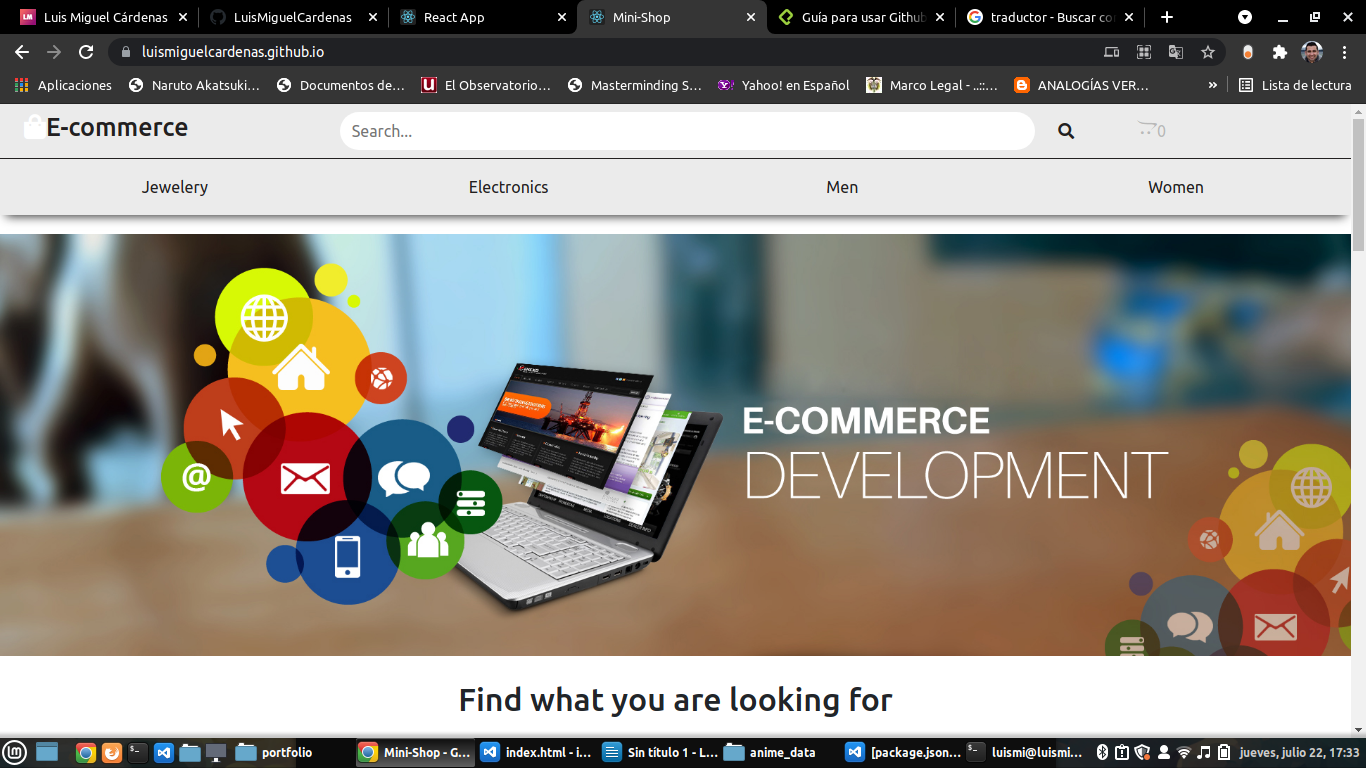 Luis Miguel Cárdenas
LuisMiguelCardenas
React App
Mini-Shop
Guía para usar Github
traductor - Buscar co
luismiguelcardenas.github.io
Aplicaciones
Naruto Akatsuki…
Documentos de…
El Observatorio…
Masterminding S…
Yahoo! en Español
Marco Legal - ..::…
ANALOGÍAS VER…
»
Lista de lectura
E-commerce
Search...
0
Jewelery
Electronics
Men
Women
@
E-COMMERCE
DEVELOPMENT
Find what you are looking for
portfolio
Mini-Shop - G…
index.html - i…
Sin título 1 - L…
anime_data
[package.json…
luismi@luismi…
jueves, julio 22, 17:33